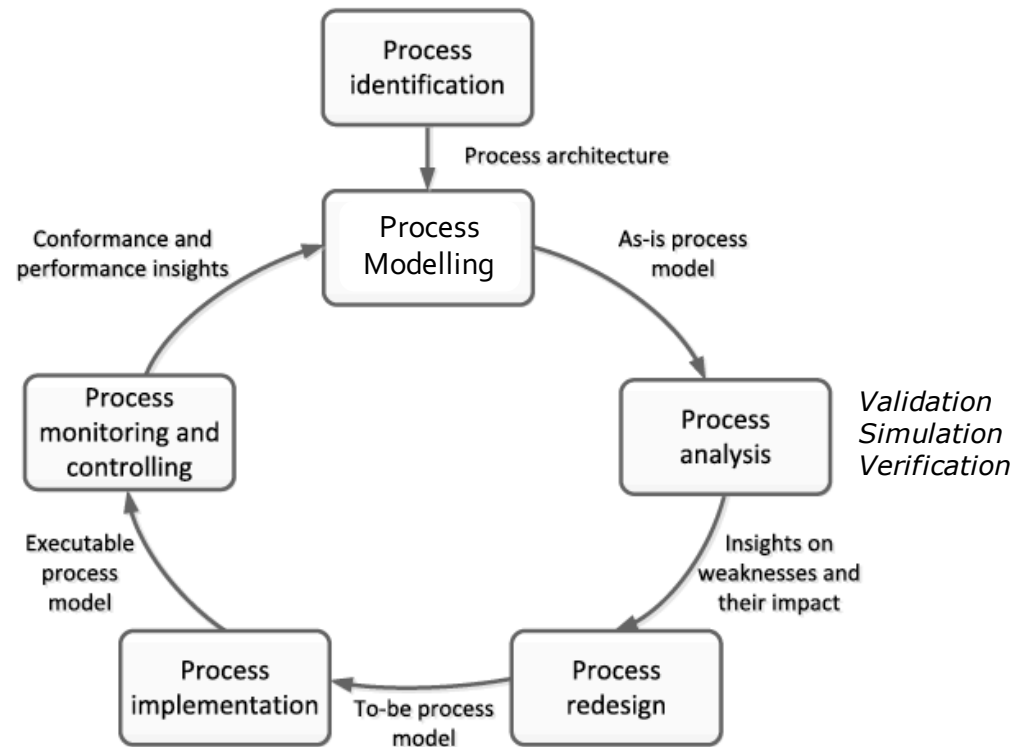 Process
identification
Process architecture
Process
Modelling
As-is process
model
Process
analysis
Validation
Simulation
Verification
Insights on
weaknesses and
their impact
Process
redesign
To-be process
model
Process
implementation
Executable
process
model
Process
monitoring and
controlling
Conformance and
performance insights